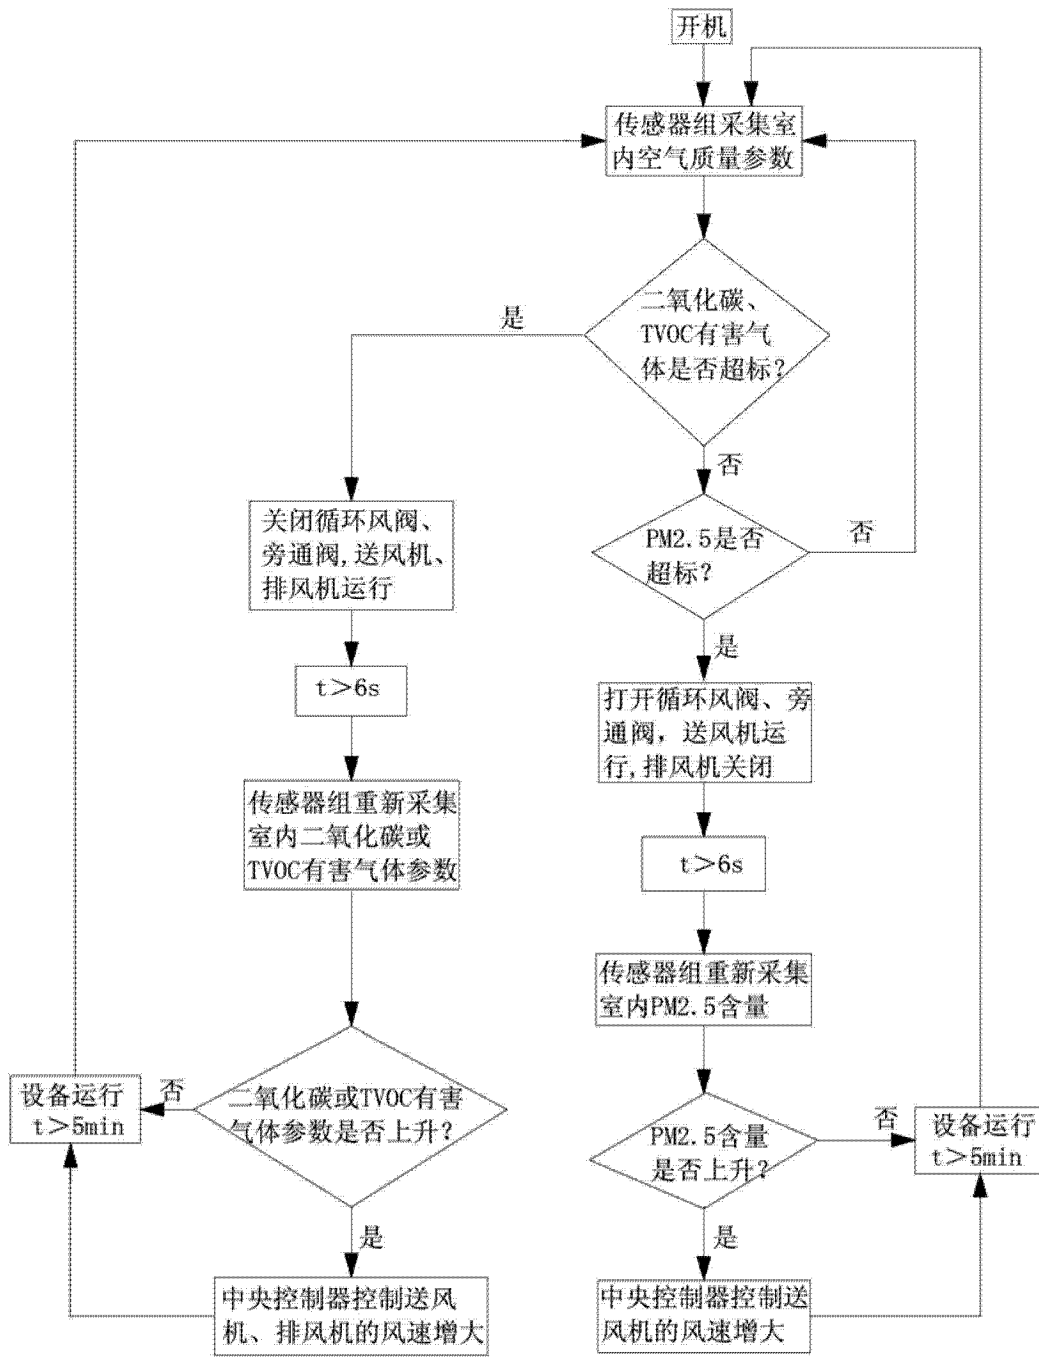 开机
传感器组采集室
内空气质量参数
二氧化碳、
TVOC有害气
体是否超标？
是
否
关闭循环风阀、
旁通阀,送风机、
排风机运行
PM2.5是否
超标？
否
是
t＞6s
打开循环风阀、旁
通阀，送风机运
行,排风机关闭
传感器组重新采集
室内二氧化碳或
TVOC有害气体参数
t＞6s
传感器组重新采集
室内PM2.5含量
设备运行
t＞5min
否
二氧化碳或TVOC有害
气体参数是否上升？
PM2.5含量
是否上升？
否
设备运行
t＞5min
是
是
中央控制器控制送风
机、排风机的风速增大
中央控制器控制送
风机的风速增大